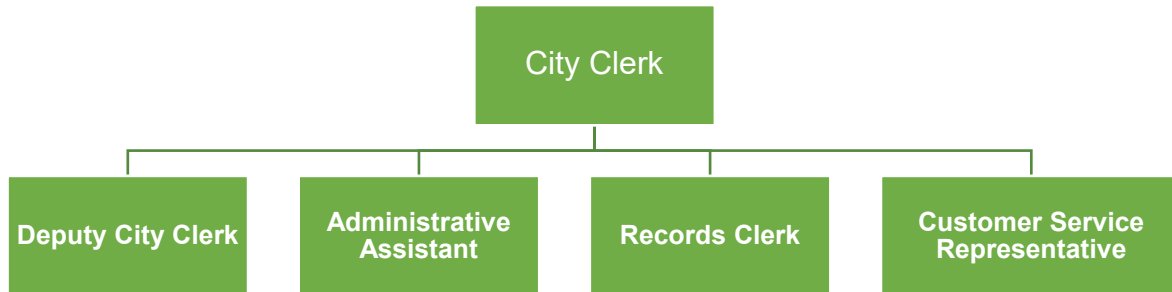 City Clerk
Deputy City Clerk
Administrative
Assistant
Records Clerk
Customer Service
Representative